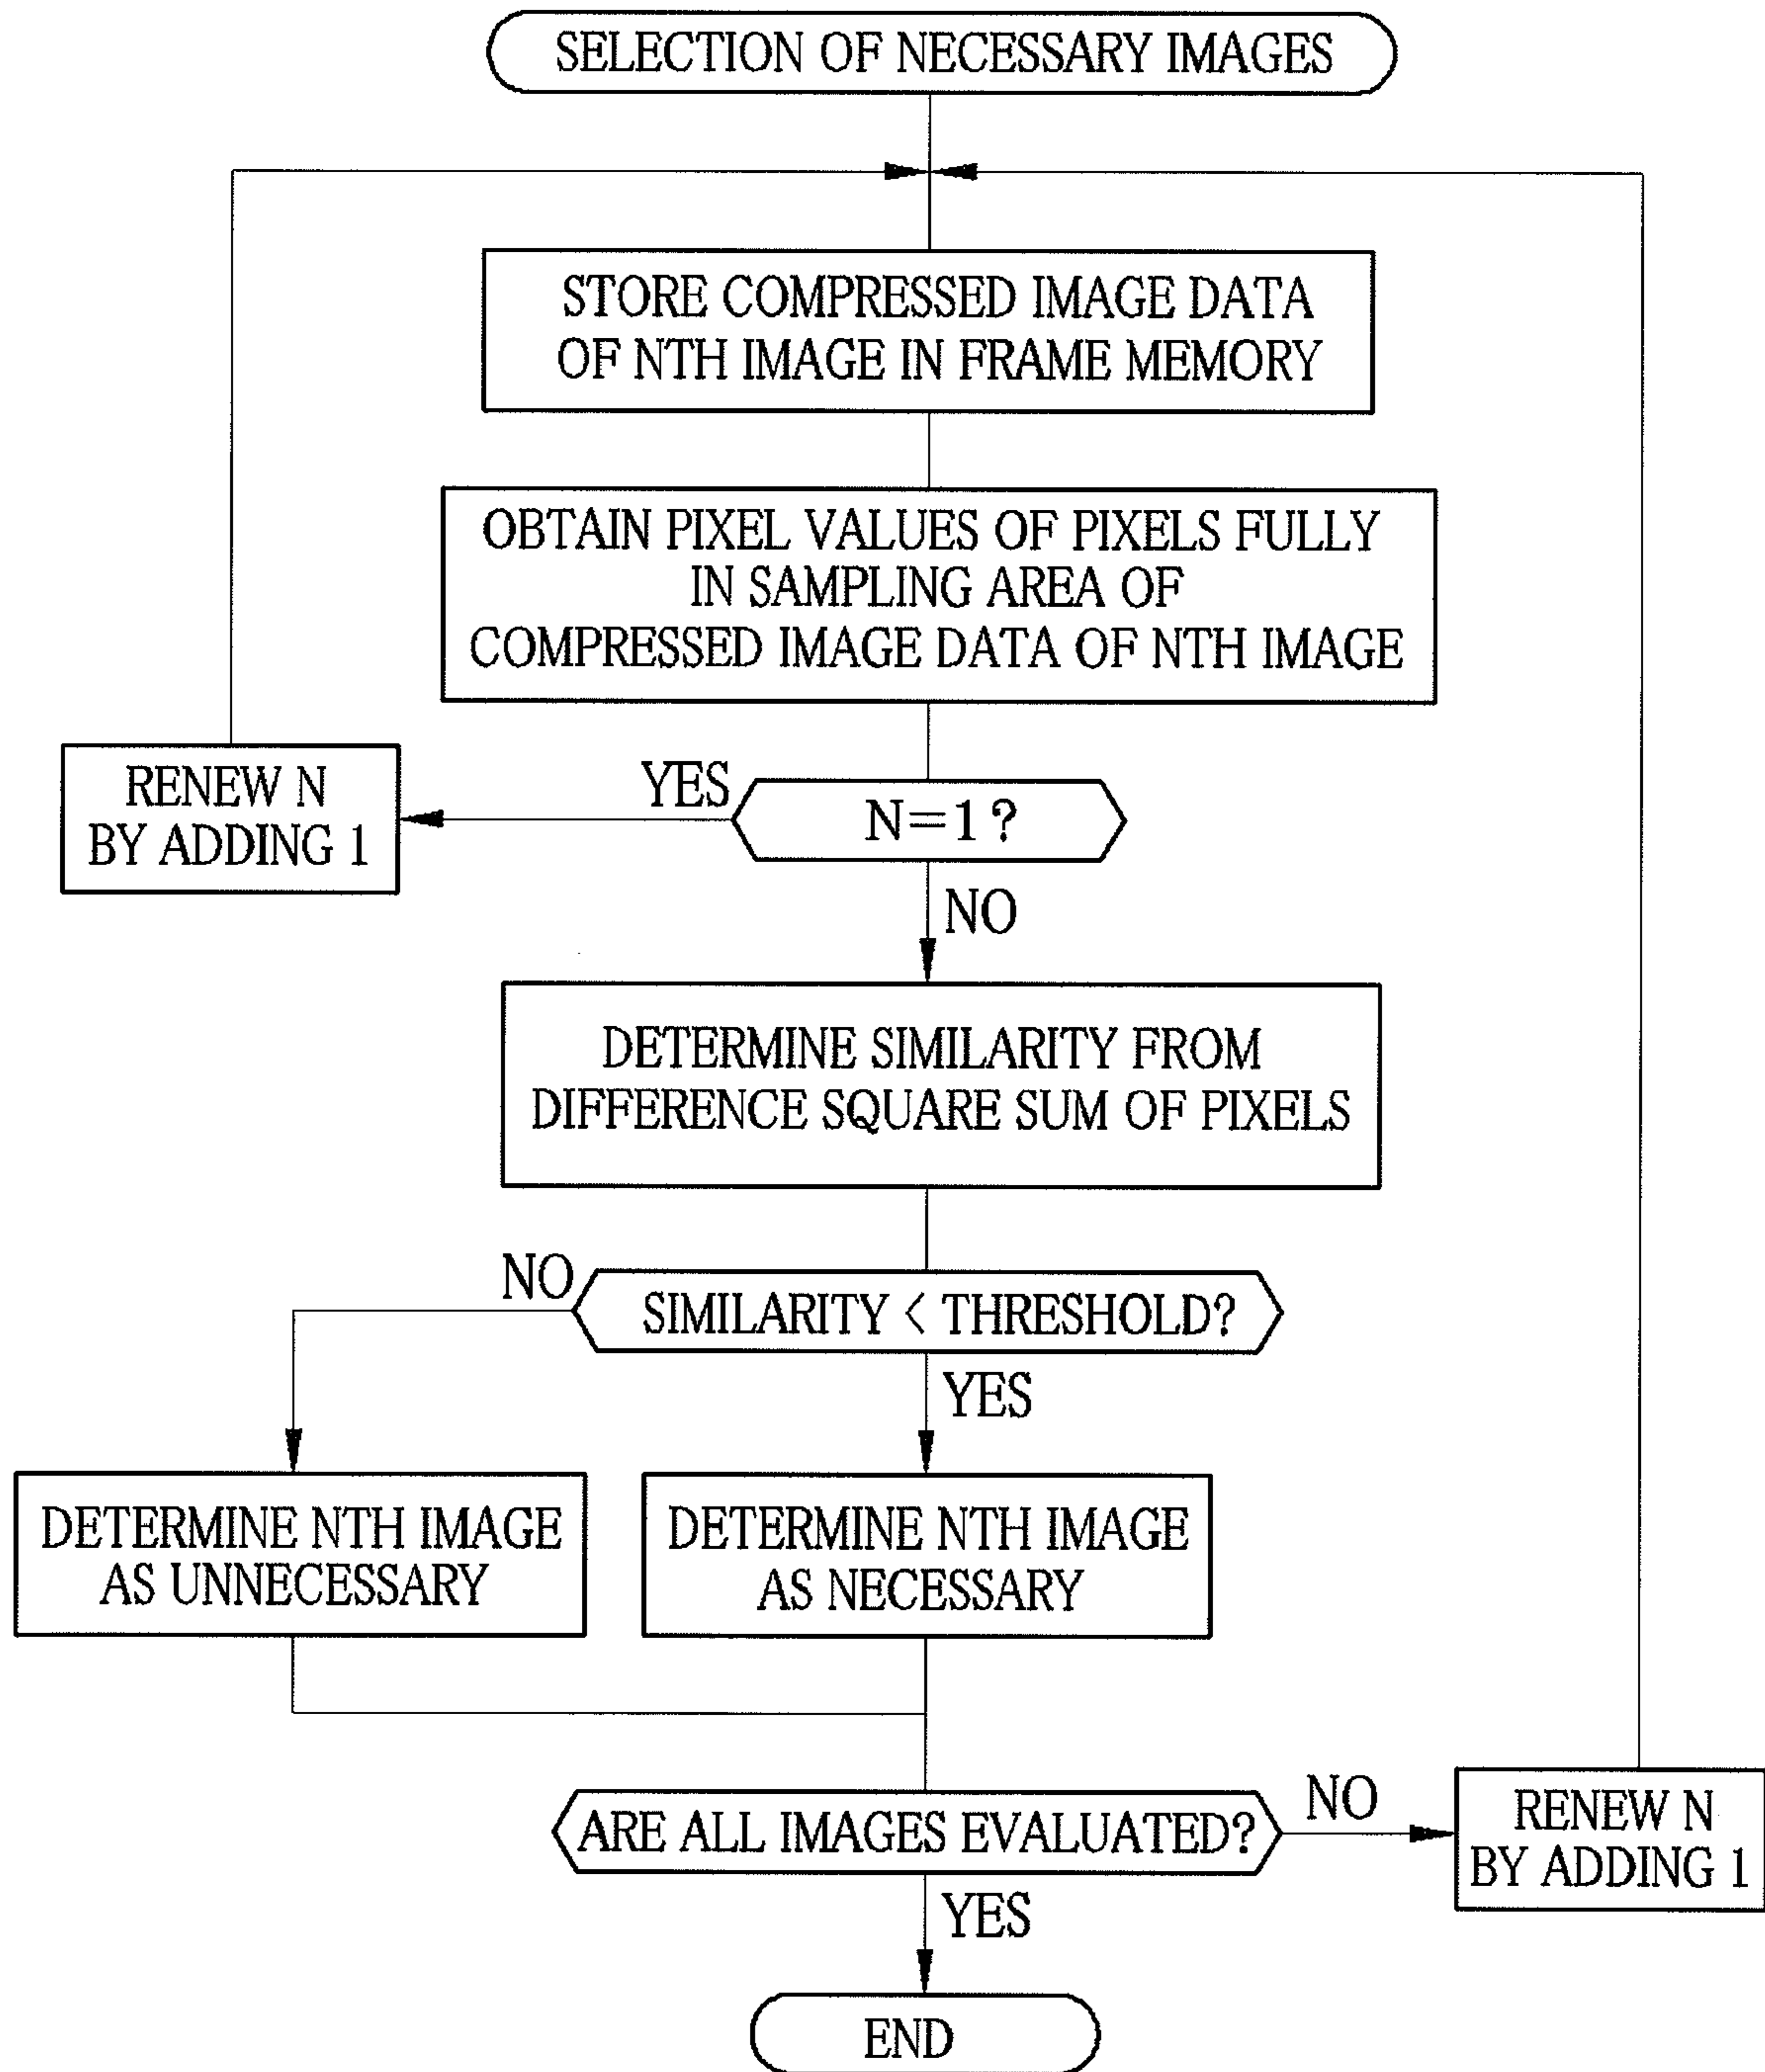 SELECTION OF NECESSARY IMAGES
STORE COMPRESSED IMAGE DATA
OF NTH IMAGE IN FRAME MEMORY
OBTAIN PIXEL VALUES OF PIXELS FULLY
IN SAMPLING AREA OF
COMPRESSED IMAGE DATA OF NTH IMAGE
RENEW N
BY ADDING 1
YES
N=1 ?
NO
DETERMINE SIMILARITY FROM
DIFFERENCE SQUARE SUM OF PIXELS
NO
SIMILARITY < THRESHOLD?
YES
DETERMINE NTH IMAGE
AS UNNECESSARY
DETERMINE NTH IMAGE
AS NECESSARY
ARE ALL IMAGES EVALUATED?
NO
RENEW N
BY ADDING 1
YES
END